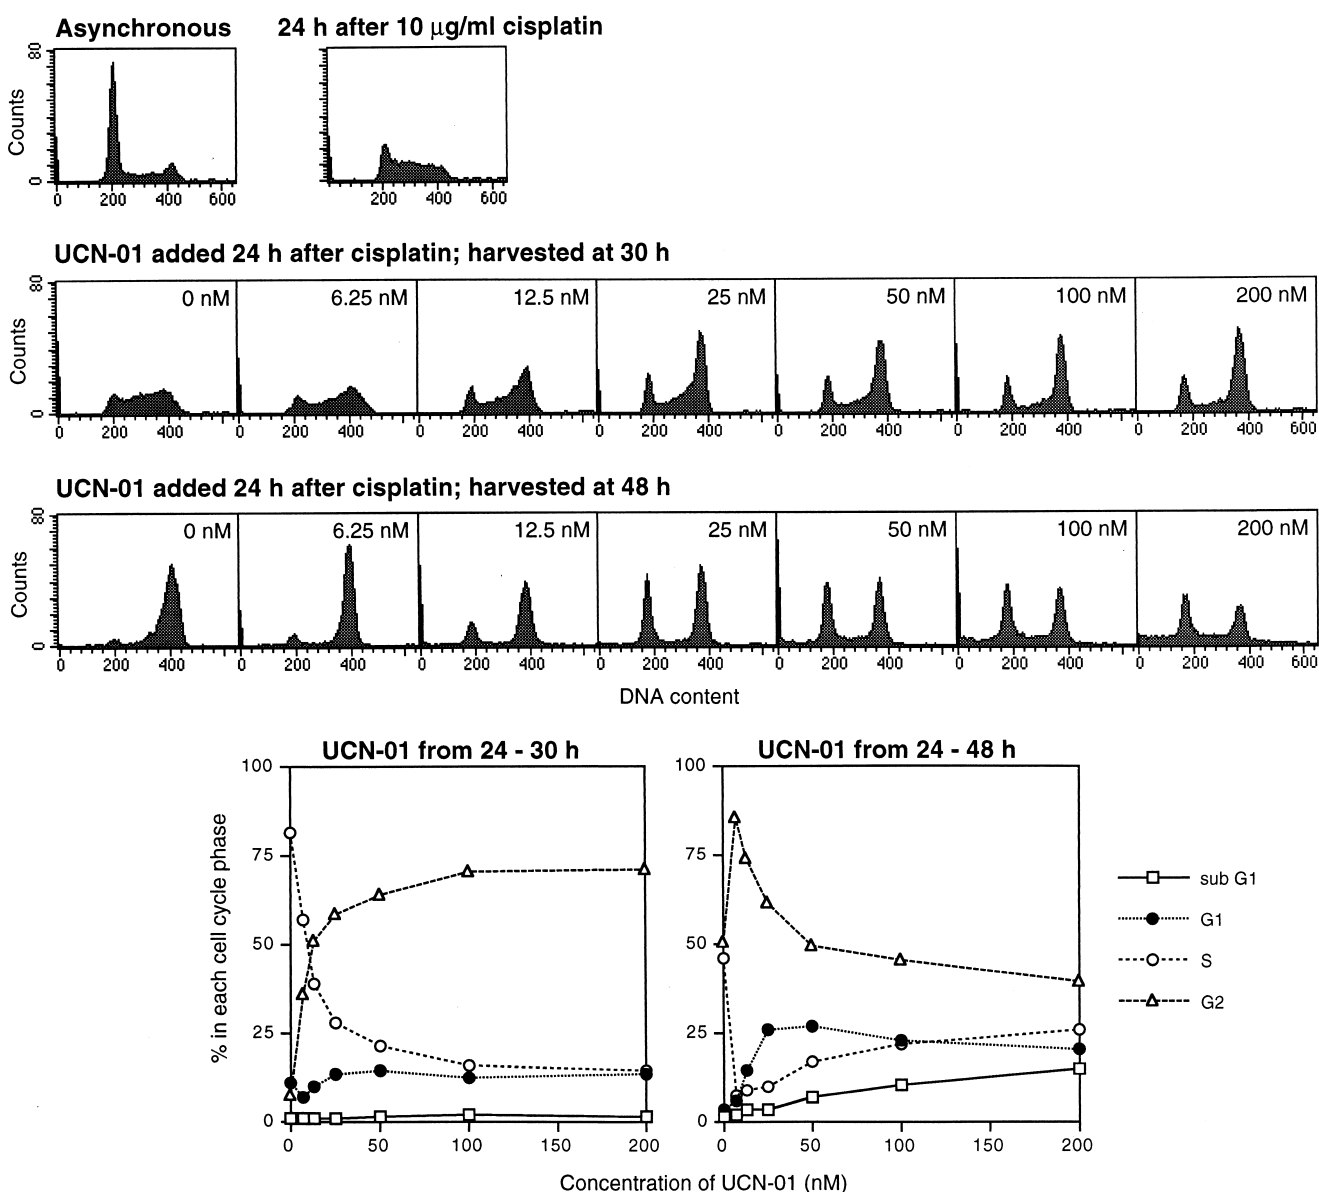 Asynchronous
24 h after 10 µg/ml cisplatin
80
Counts
0
0 200 400 600
200 400 600
UCN-01 added 24 h after cisplatin; harvested at 30 h
80
Counts
0
0 nM 6.25 nM 12.5 nM 25 nM 50 nM 100 nM 200 nM
0 200 400 0 200 400 0 200 400 0 200 400 0 200 400 0 200 400 0 200 400 600
UCN-01 added 24 h after cisplatin; harvested at 48 h
80
Counts
0
0 nM 6.25 nM 12.5 nM 25 nM 50 nM 100 nM 200 nM
0 200 400 0 200 400 0 200 400 0 200 400 0 200 400 0 200 400 0 200 400 600
DNA content
UCN-01 from 24 - 30 h
% in each cell cycle phase
100
75
50
25
0
0 50 100 150 200
UCN-01 from 24 - 48 h
100
75
50
25
0
0 50 100 150 200
sub G1
G1
S
G2
Concentration of UCN-01 (nM)